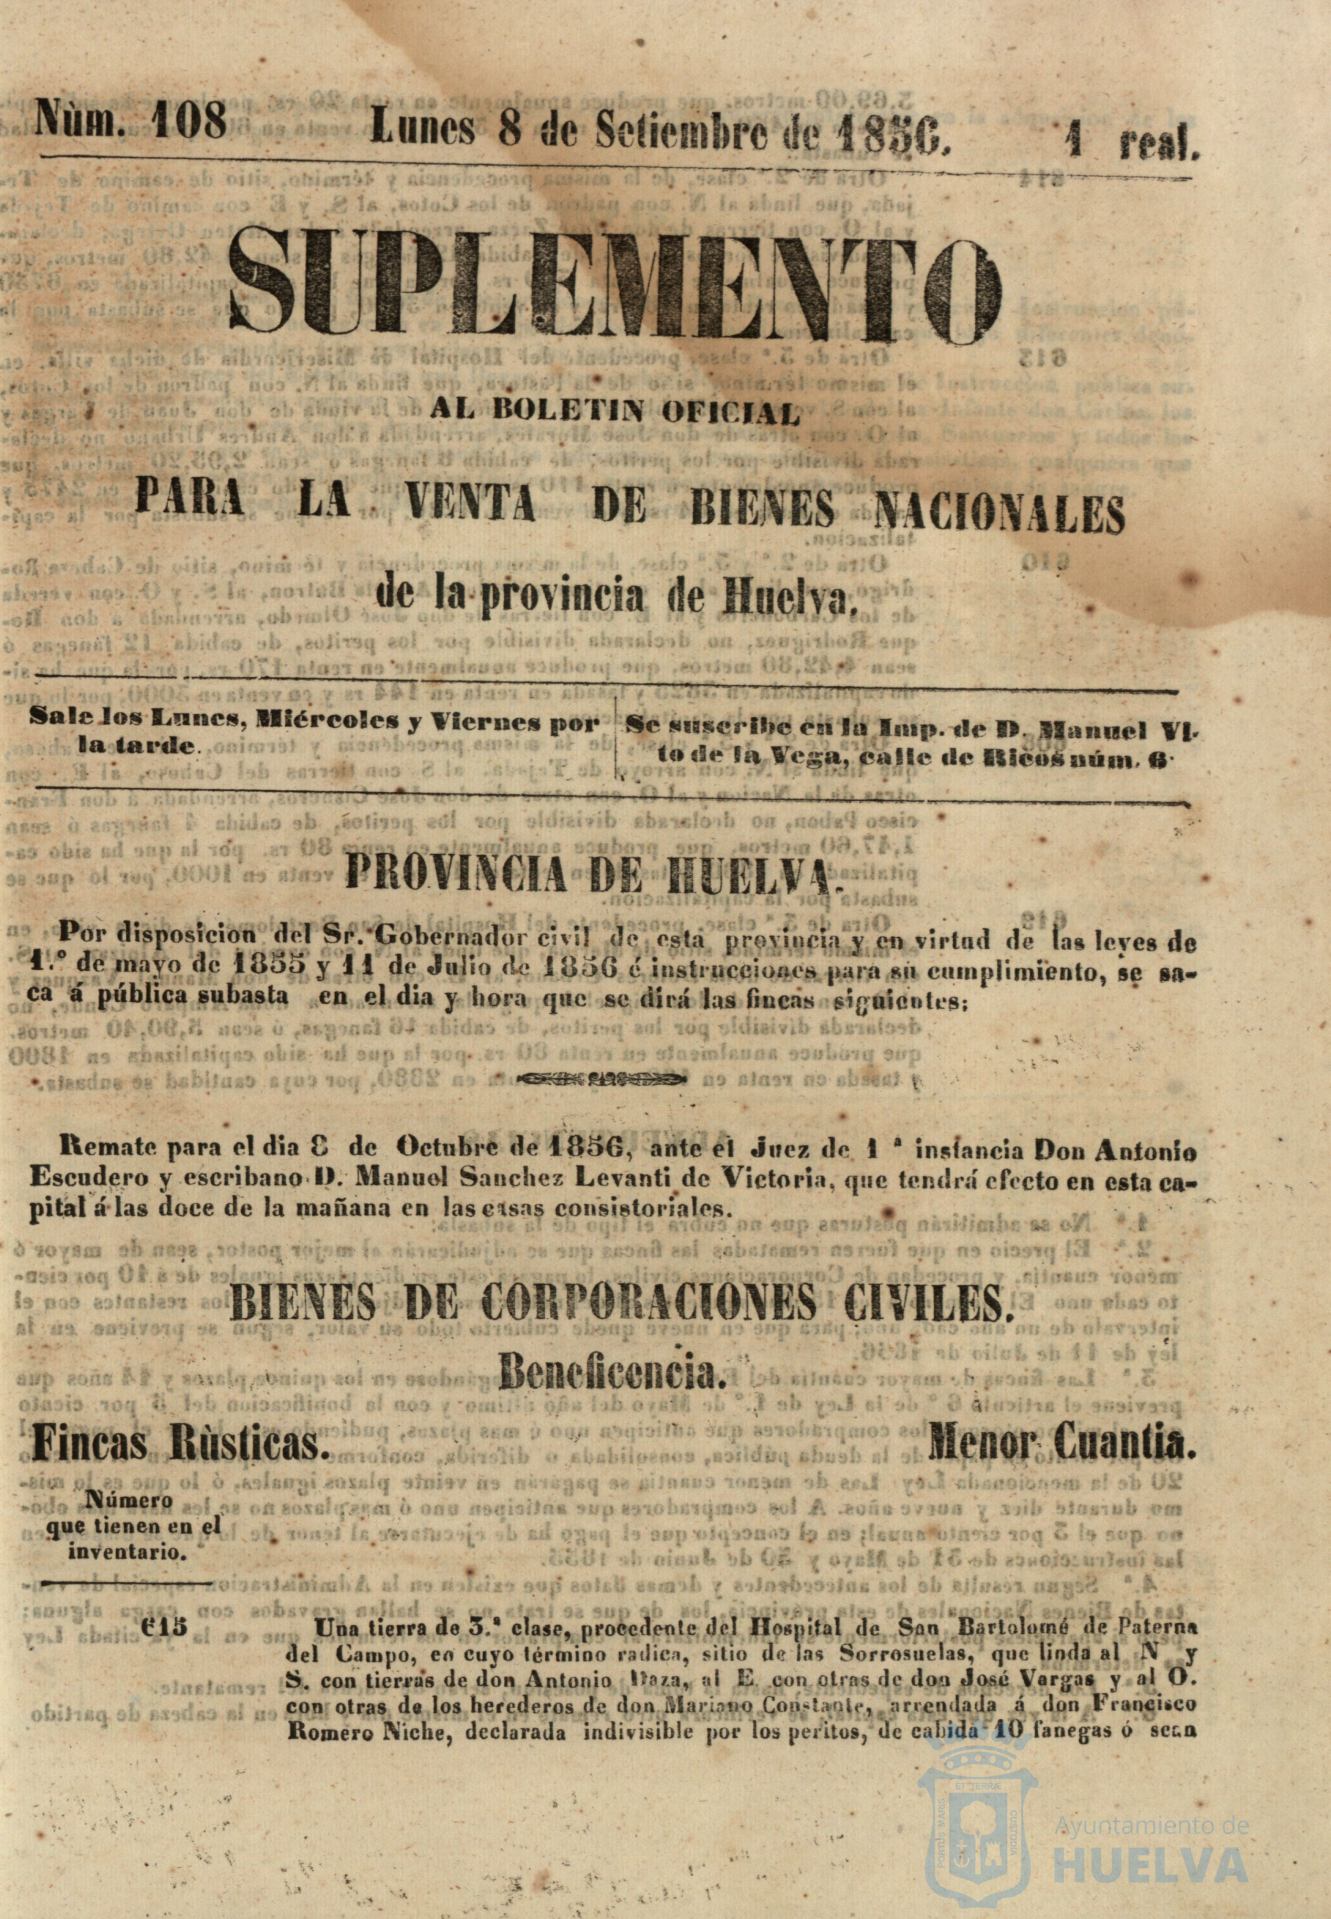 Nùm. 108 Lunes 8 de Setiembre de 1856. 1 real.
SUPLEMENTO
AL BOLETIN OFICIAL
PARA LA VENTA DE BIENES NACIONALES
de la provincia de Huelva.
Sale los Lunes, Miércoles y Viernes por
la tarde.
Se suscribe en la Imp. de D. Manuel Vi-
to de la Vega, calle de Ricos núm. 6
PROVINCIA DE HUELVA.
Por disposicion del Sr. Gobernador civil de esta provincia y en virtud de las leyes de
1.º de mayo de 1855 y 11 de Julio de 1856 é instrucciones para su cumplimiento, se sa-
ca á pública subasta en el dia y hora que se dirá las fincas siguientes;
Remate para el dia 8 de Octubre de 1856, ante el Juez de 1 ª instancia Don Antonio
Escudero y escribano D. Manuel Sanchez Levanti de Victoria, que tendrá efecto en esta ca-
pital á las doce de la mañana en las casas consistoriales.
BIENES DE CORPORACIONES CIVILES.
Beneficencia.
Fincas Rùsticas. Menor Cuantia.
Número
que tienen en el
inventario.
615 Una tierra de 3.ª clase, procedente del Hospital de San Bartolomé de Paterna
del Campo, en cuyo término radica, sitio de las Sorrosuelas, que linda al N y
S. con tierras de don Antonio Daza, al E. con otras de don José Vargas y al O.
con otras de los herederos de don Mariano Constante, arrendada á don Francisco
Romero Niche, declarada indivisible por los peritos, de cabida 10 fanegas ó sean
Ayuntamiento de
HUELVA